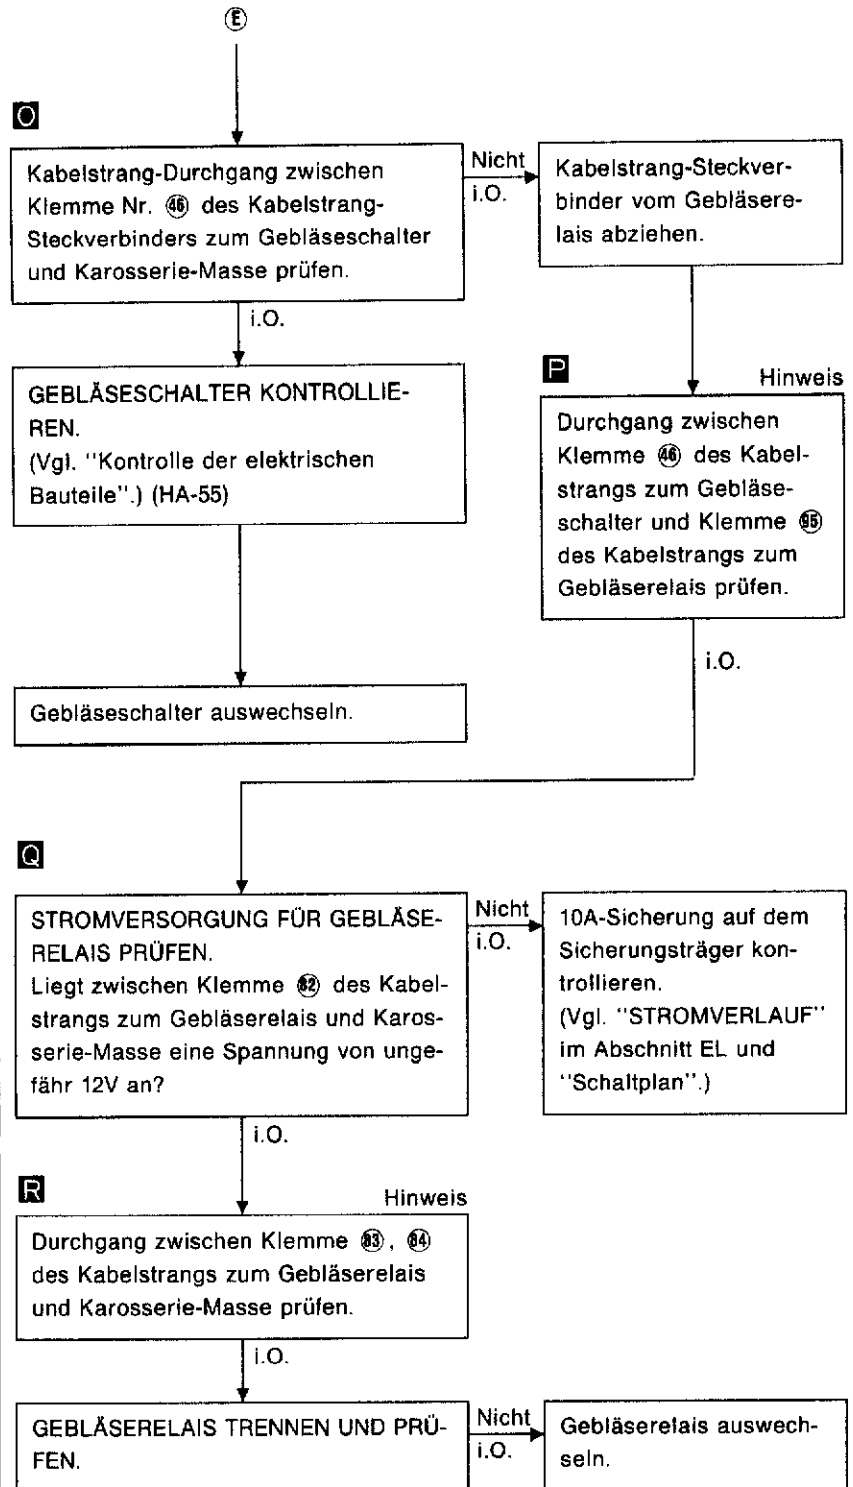 E
O
Kabelstrang-Durchgang zwischen
Klemme Nr. 46 des Kabelstrang-
Steckverbinders zum Gebläseschalter
und Karosserie-Masse prüfen.
Nicht
i.O.
Kabelstrang-Steckver-
binder vom Gebläsere-
lais abziehen.
i.O.
GEBLÄSESCHALTER KONTROLLIE-
REN.
(Vgl. "Kontrolle der elektrischen
Bauteile".) (HA-55)
P
Hinweis
Durchgang zwischen
Klemme 46 des Kabel-
strangs zum Gebläse-
schalter und Klemme 95
des Kabelstrangs zum
Gebläserelais prüfen.
i.O.
Gebläseschalter auswechseln.
Q
STROMVERSORGUNG FÜR GEBLÄSE-
RELAIS PRÜFEN.
Liegt zwischen Klemme 82 des Kabel-
strangs zum Gebläserelais und Karos-
serie-Masse eine Spannung von unge-
fähr 12V an?
Nicht
i.O.
10A-Sicherung auf dem
Sicherungsträger kon-
trollieren.
(Vgl. "STROMVERLAUF"
im Abschnitt EL und
"Schaltplan".)
i.O.
R
Hinweis
Durchgang zwischen Klemme 83, 84
des Kabelstrangs zum Gebläserelais
und Karosserie-Masse prüfen.
i.O.
GEBLÄSERELAIS TRENNEN UND PRÜ-
FEN.
Nicht
i.O.
Gebläserelais auswech-
seln.